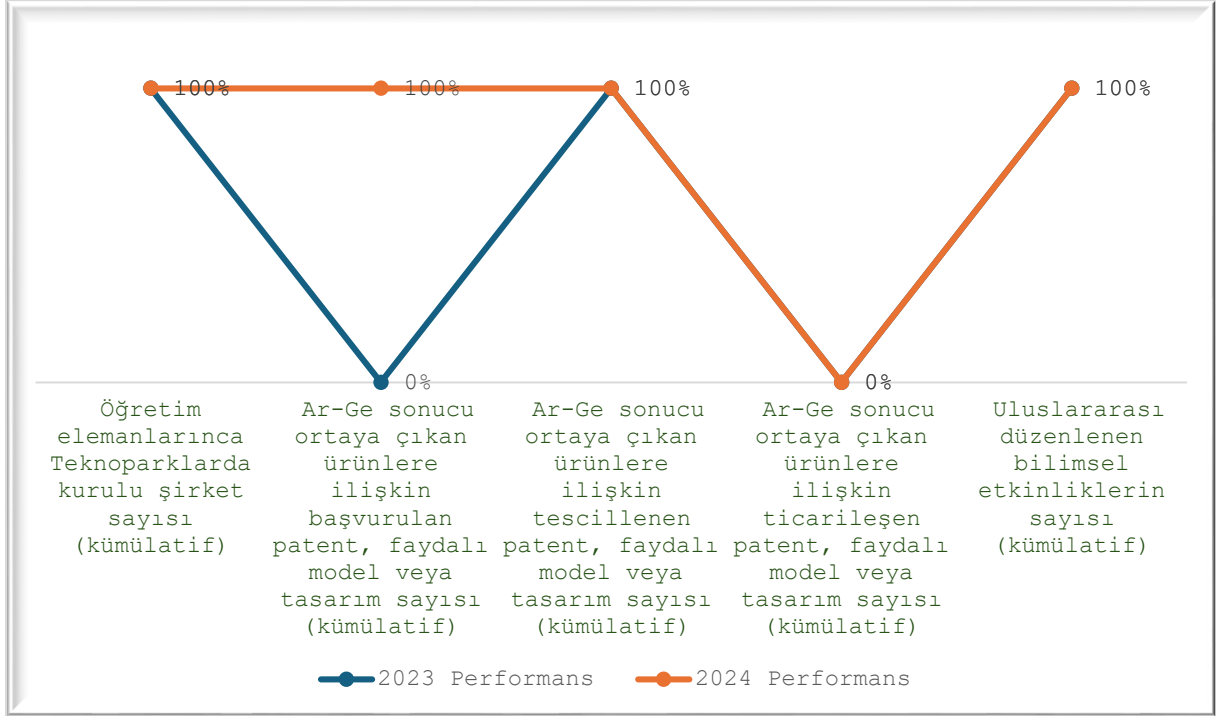 100%
100%
100%
100%
0%
0%
Öğretim
elemanlarınca
Teknoparklarda
kurulu şirket
sayısı
(kümülatif)
Ar-Ge sonucu
ortaya çıkan
ürünlere
ilişkin
başvurulan
patent, faydalı
model veya
tasarım sayısı
(kümülatif)
Ar-Ge sonucu
ortaya çıkan
ürünlere
ilişkin
tescillenen
patent, faydalı
model veya
tasarım sayısı
(kümülatif)
Ar-Ge sonucu
ortaya çıkan
ürünlere
ilişkin
ticarileşen
patent, faydalı
model veya
tasarım sayısı
(kümülatif)
Uluslararası
düzenlenen
bilimsel
etkinliklerin
sayısı
(kümülatif)
2023 Performans
2024 Performans